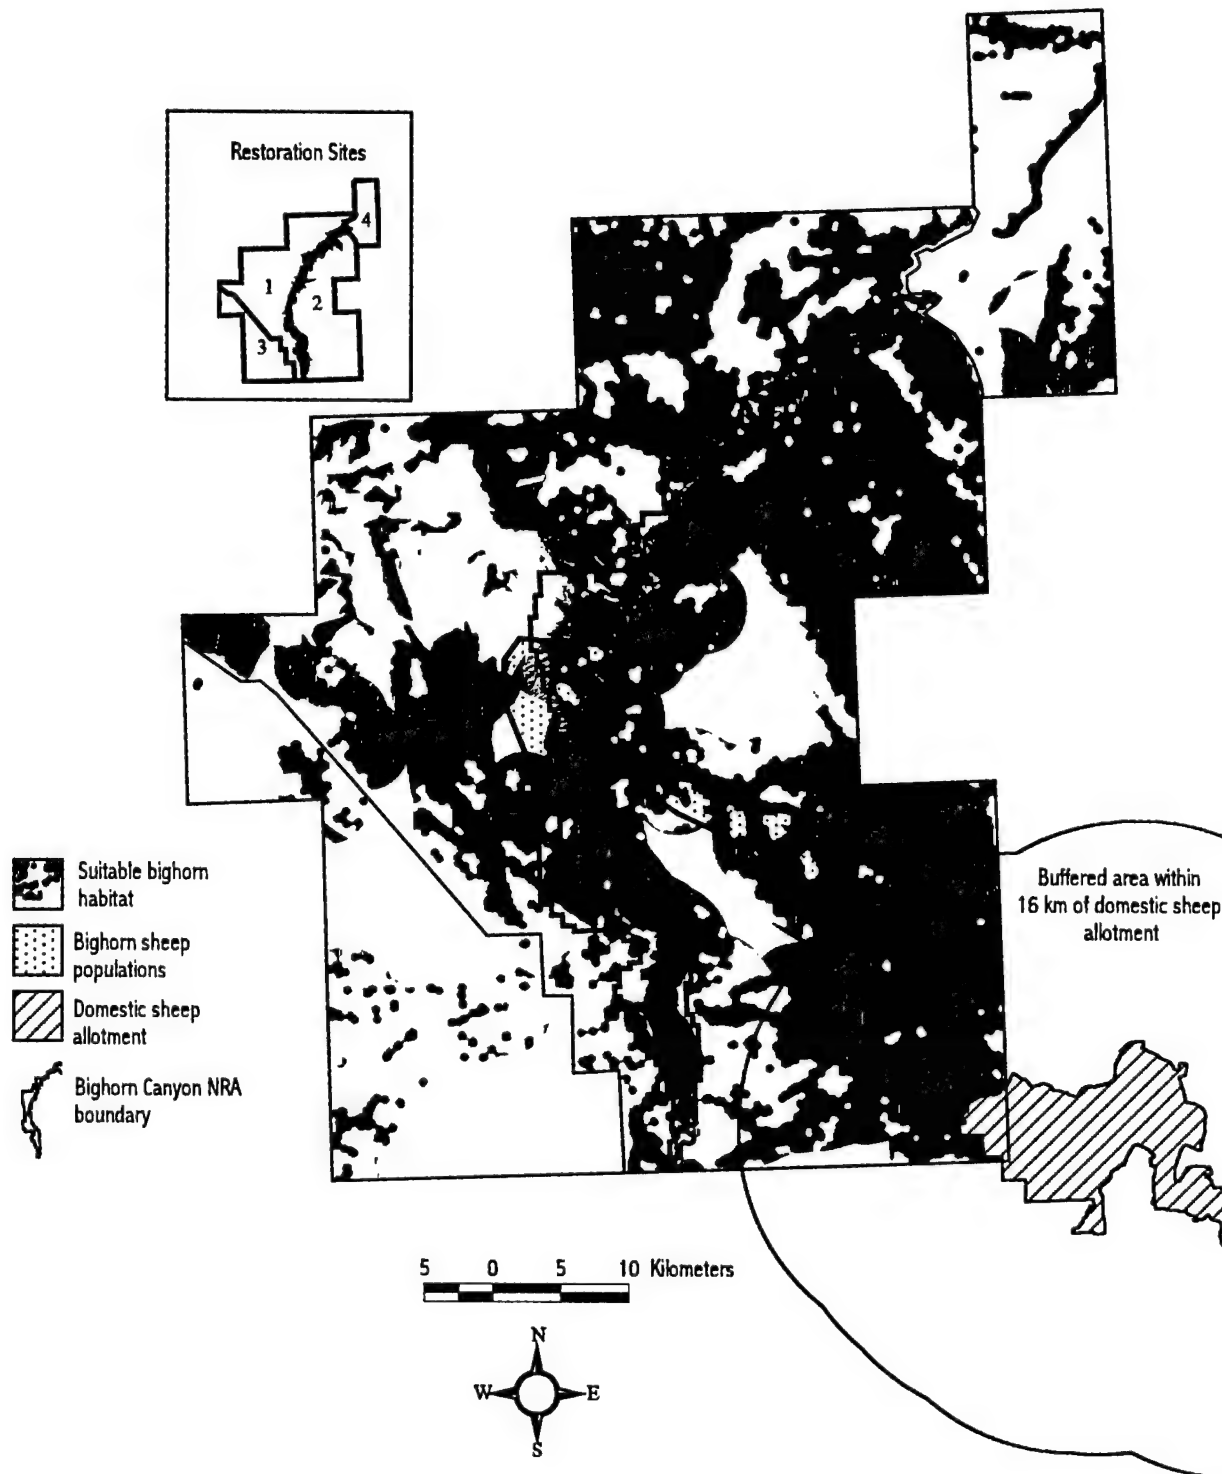 Restoration Sites
4
1
2
3
Suitable bighorn
habitat
Bighorn sheep
populations
Domestic sheep
allotment
Bighorn Canyon NRA
boundary
Buffered area within
16 km of domestic sheep
allotment
5 0 5 10 Kilometers
N
W E
S